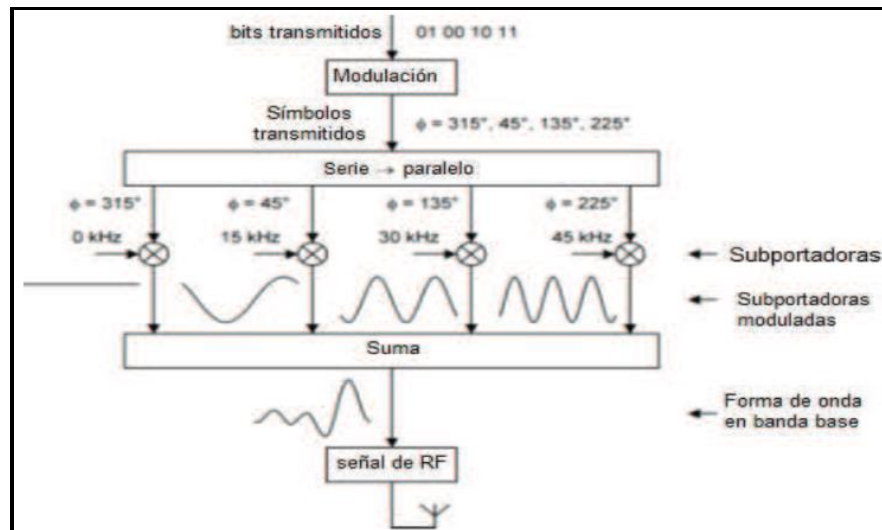 bits transmitidos 01 00 10 11
Modulación
Símbolos
transmitidos
ϕ = 315°, 45°, 135°, 225°
Serie → paralelo
ϕ = 315° ϕ = 45° ϕ = 135° ϕ = 225°
0 kHz 15 kHz 30 kHz 45 kHz
Subportadoras
Subportadoras
moduladas
Suma
Forma de onda
en banda base
señal de RF